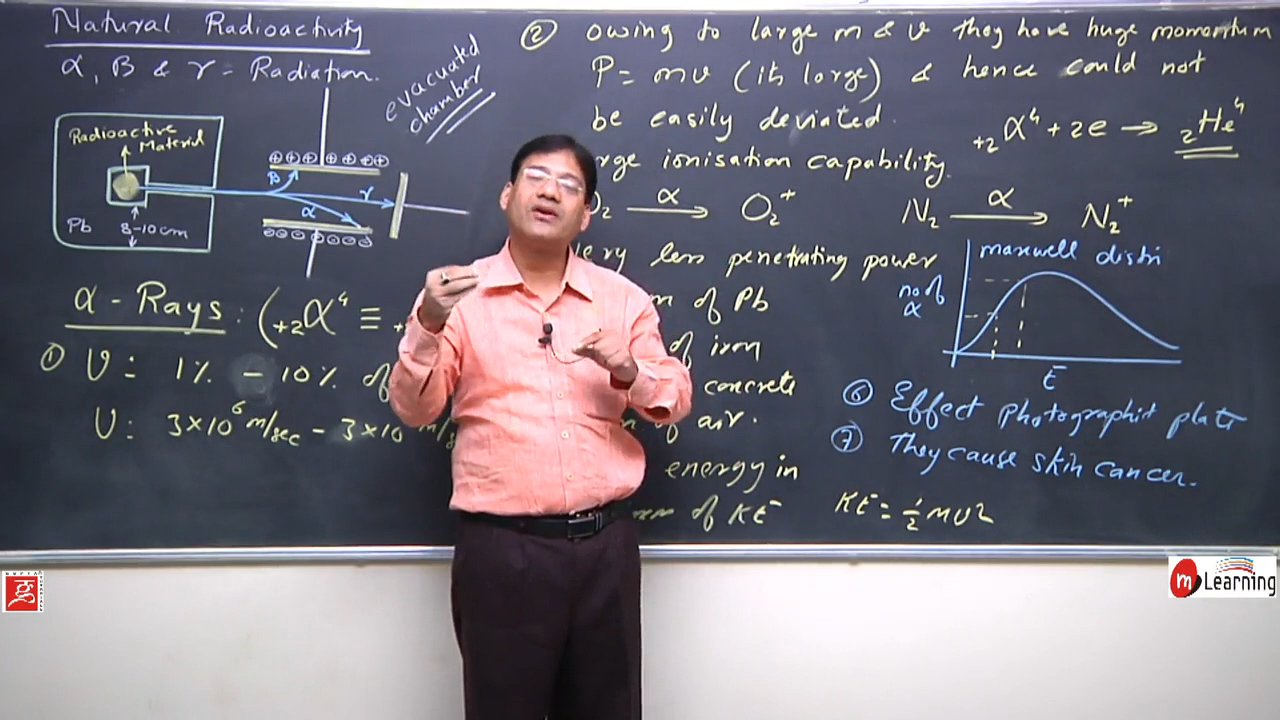 Natural Radioactivity
α, B & r - Radiation.
evacuated
chamber
Radioactive
Material
Pb
8-10cm
⊕⊕⊕⊕⊕⊕⊕
B
r
α
⊖⊖⊖⊖⊖⊖⊖
α - Rays : ( +2α⁴ ≡ +
① V : 1% - 10% of
U : 3×10⁶ m/sec - 3×10
② owing to large m & v they have huge momentum
P = mv (its large) & hence could not
be easily deviated.
+2α⁴ + 2e → ₂He⁴
rge ionisation capability.
₂ α→ O₂⁺ N₂ α→ N₂⁺
ery less penetrating power
m of Pb
of iron
concrete
of air.
energy in
of KE
maxwell distri
no of
α
E
⑥ Effect photographic plate
⑦ They cause skin cancer.
KE = ½ mv²
m Learning